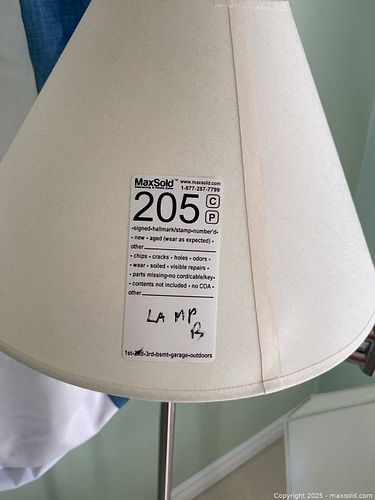 MaxSold™ www.maxsold.com
1-877-257-7799
205 C
P
-signed-hallmark/stamp-number'd-
• new • aged (wear as expected) •
other
• chips • cracks • holes • odors •
• wear • soiled • visible repairs •
• parts missing-no cord/cable/key-
• contents not included • no COA •
other
LAMP
B
1st-2nd-3rd-bsmt-garage-outdoors
Copyright 2025 - maxsold.com